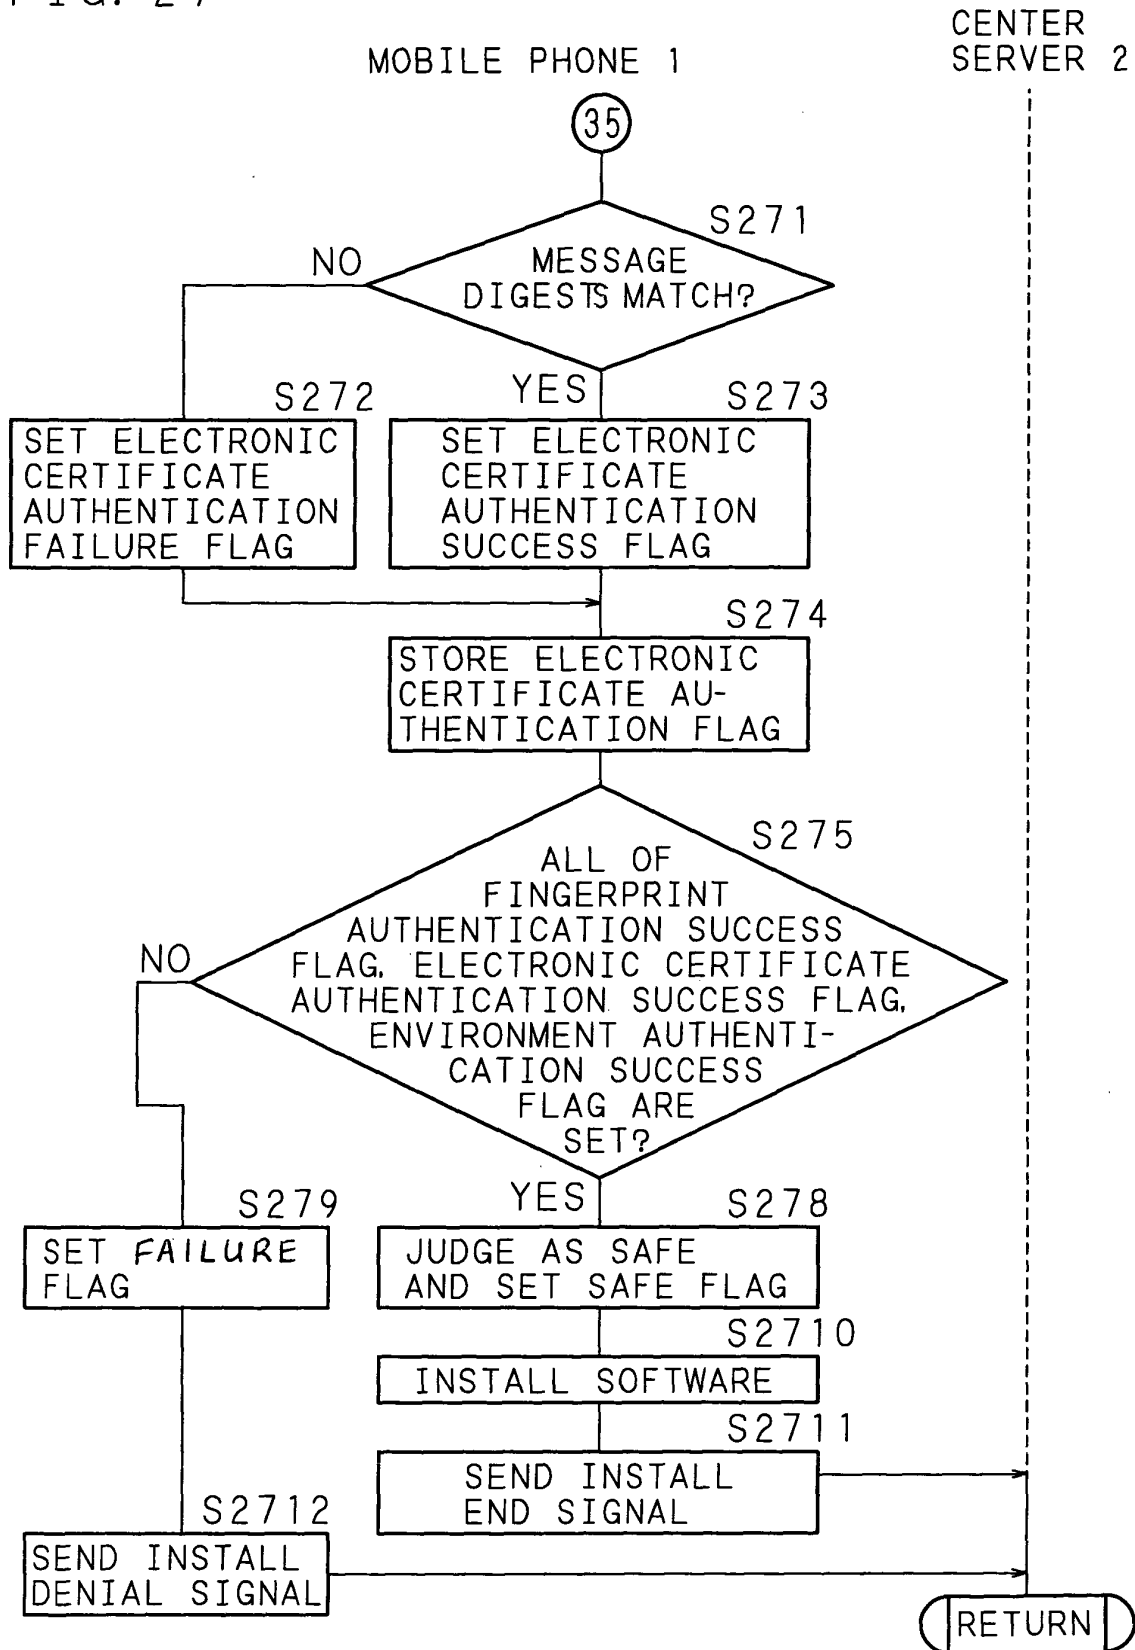 FIG. 27
CENTER
SERVER 2
MOBILE PHONE 1
35
S271
NO
MESSAGE
DIGESTS MATCH?
YES
S272
S273
SET ELECTRONIC
CERTIFICATE
AUTHENTICATION
FAILURE FLAG
SET ELECTRONIC
CERTIFICATE
AUTHENTICATION
SUCCESS FLAG
S274
STORE ELECTRONIC
CERTIFICATE AU-
THENTICATION FLAG
S275
NO
ALL OF
FINGERPRINT
AUTHENTICATION SUCCESS
FLAG, ELECTRONIC CERTIFICATE
AUTHENTICATION SUCCESS FLAG,
ENVIRONMENT AUTHENTI-
CATION SUCCESS
FLAG ARE
SET?
YES
S279
S278
SET FAILURE
FLAG
JUDGE AS SAFE
AND SET SAFE FLAG
S2710
INSTALL SOFTWARE
S2711
SEND INSTALL
END SIGNAL
S2712
SEND INSTALL
DENIAL SIGNAL
RETURN